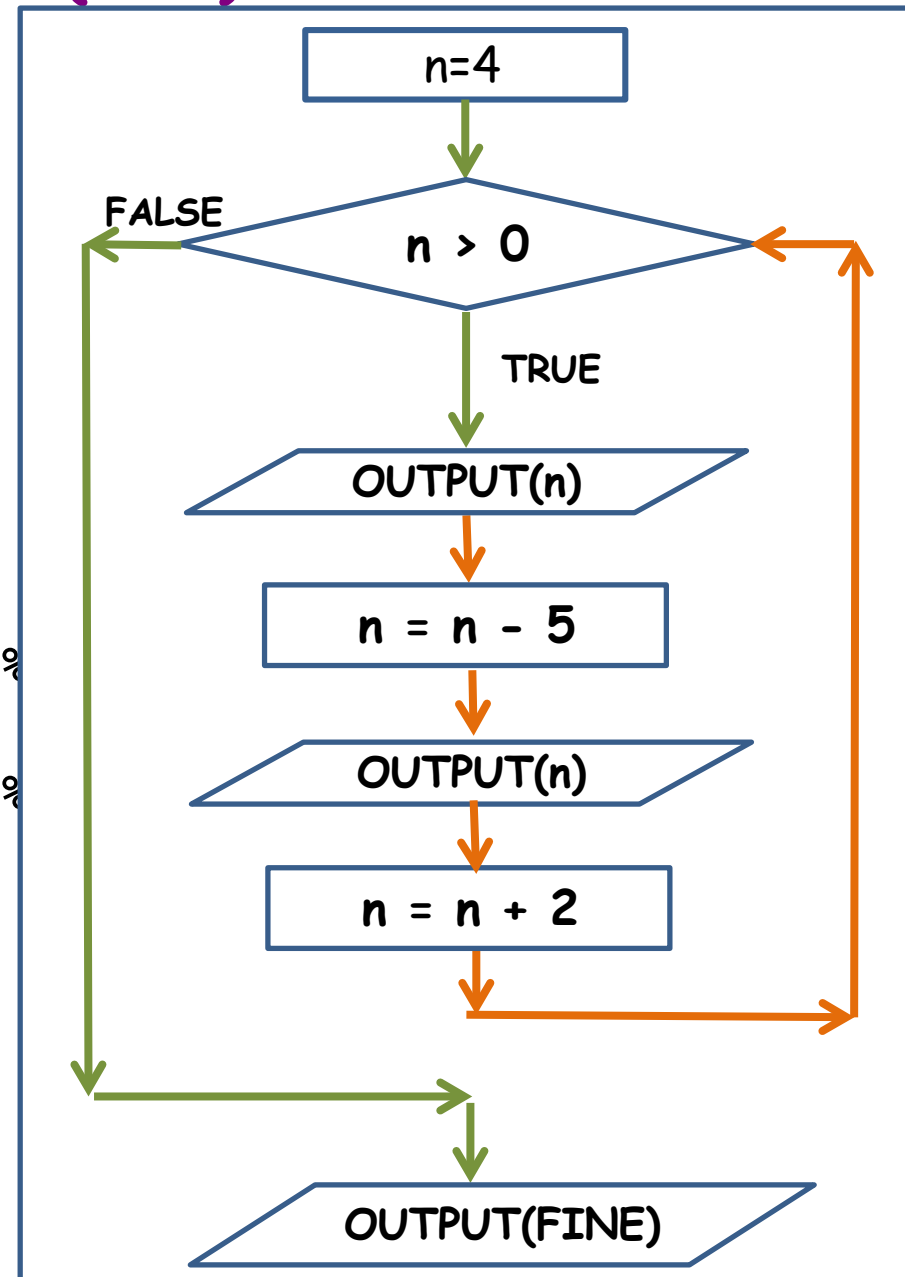 n=4
FALSE
n > 0
TRUE
OUTPUT(n)
n = n - 5
OUTPUT(n)
n = n + 2
OUTPUT(FINE)